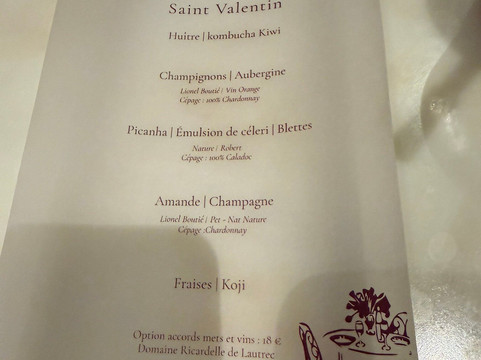 Saint Valentin
Huître | kombucha Kiwi
Champignons | Aubergine
Lionel Boutié / Vin Orange
Cépage : 100% Chardonnay
Picanha | Émulsion de céleri | Blettes
Nature / Robert
Cépage : 100% Caladoc
Amande | Champagne
Lionel Boutié / Pet - Nat Nature
Cépage :Chardonnay
Fraises | Koji
Option accords mets et vins : 18 €
Domaine Ricardelle de Lautrec